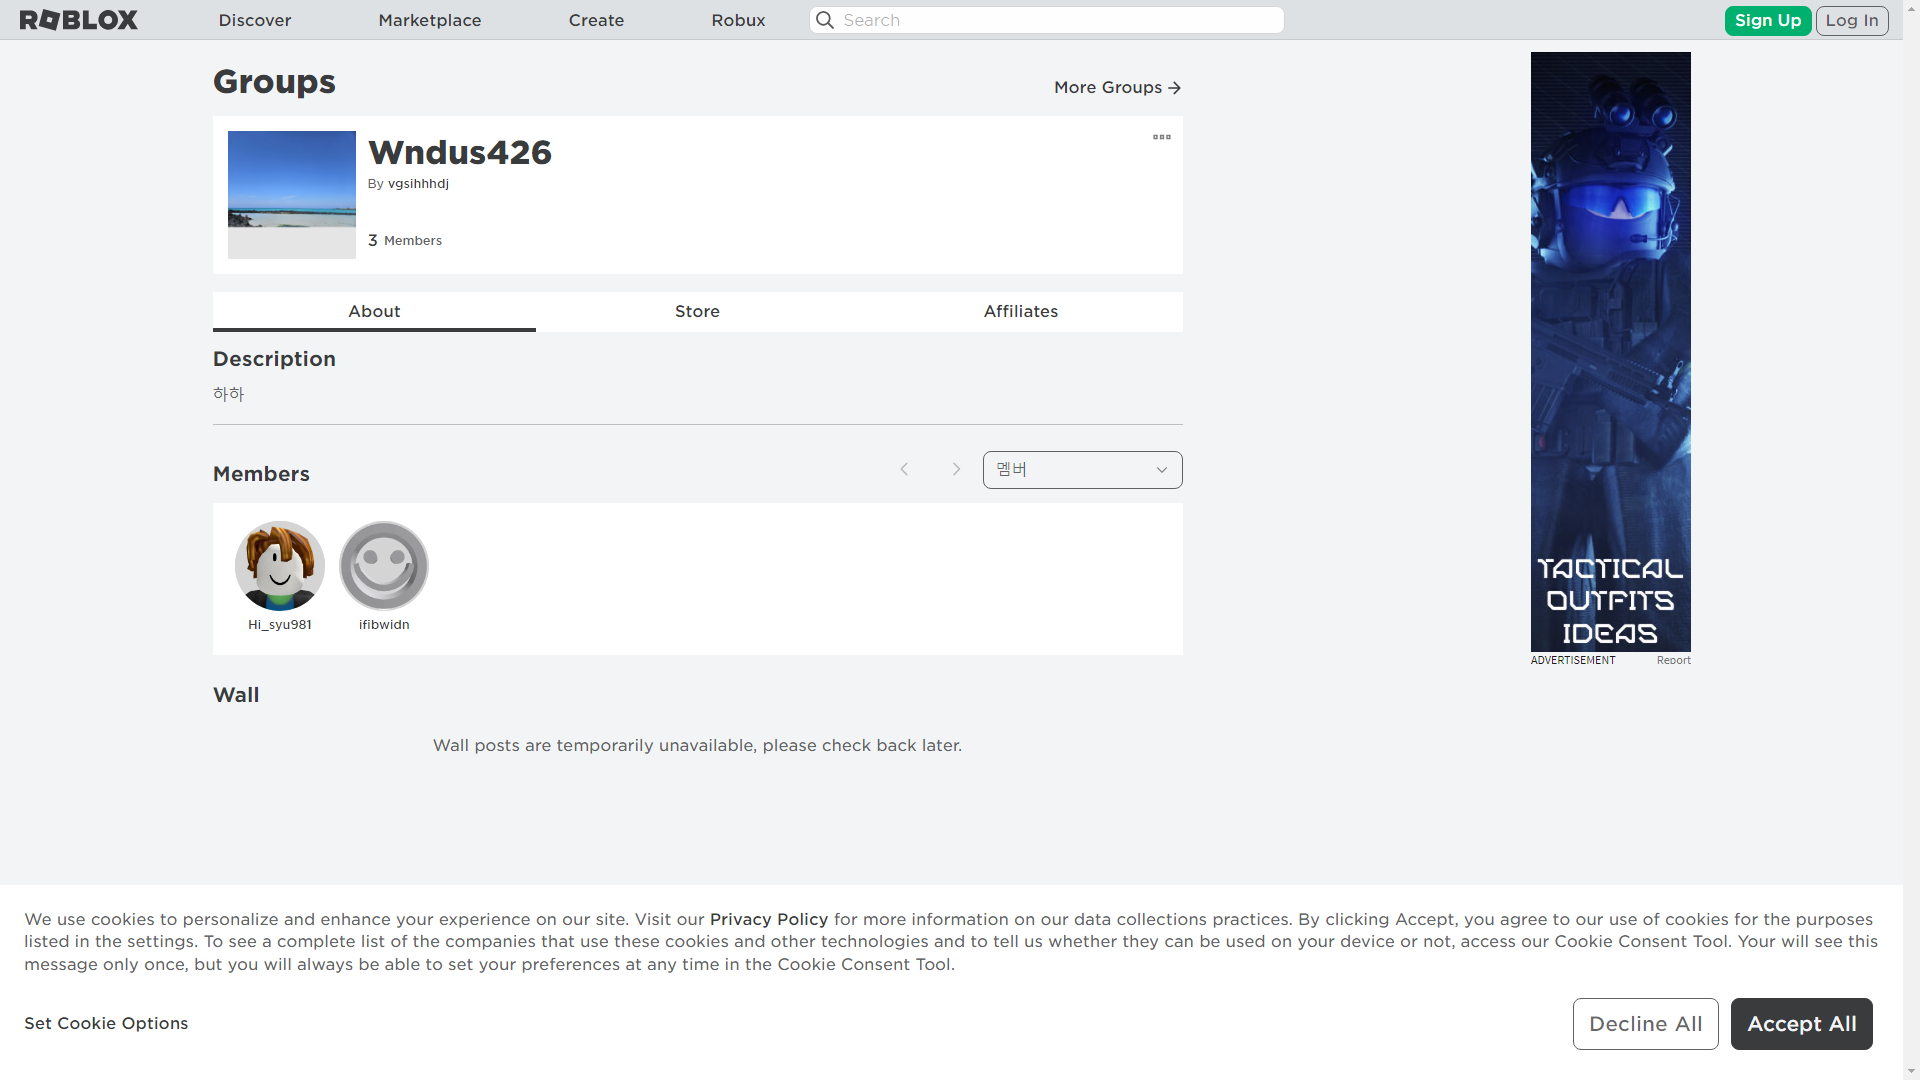 ROBLOX
Discover
Marketplace
Create
Robux
Search
Sign Up
Log In
Groups
More Groups
Wndus426
By vgsihhhdj
3 Members
About
Store
Affiliates
Description
하하
Members
멤버
Hi_syu981
ifibwidn
Wall
Wall posts are temporarily unavailable, please check back later.
TACTICAL
OUTFITS
IDEAS
ADVERTISEMENT
Report
We use cookies to personalize and enhance your experience on our site. Visit our Privacy Policy for more information on our data collections practices. By clicking Accept, you agree to our use of cookies for the purposes
listed in the settings. To see a complete list of the companies that use these cookies and other technologies and to tell us whether they can be used on your device or not, access our Cookie Consent Tool. Your will see this
message only once, but you will always be able to set your preferences at any time in the Cookie Consent Tool.
Set Cookie Options
Decline All
Accept All